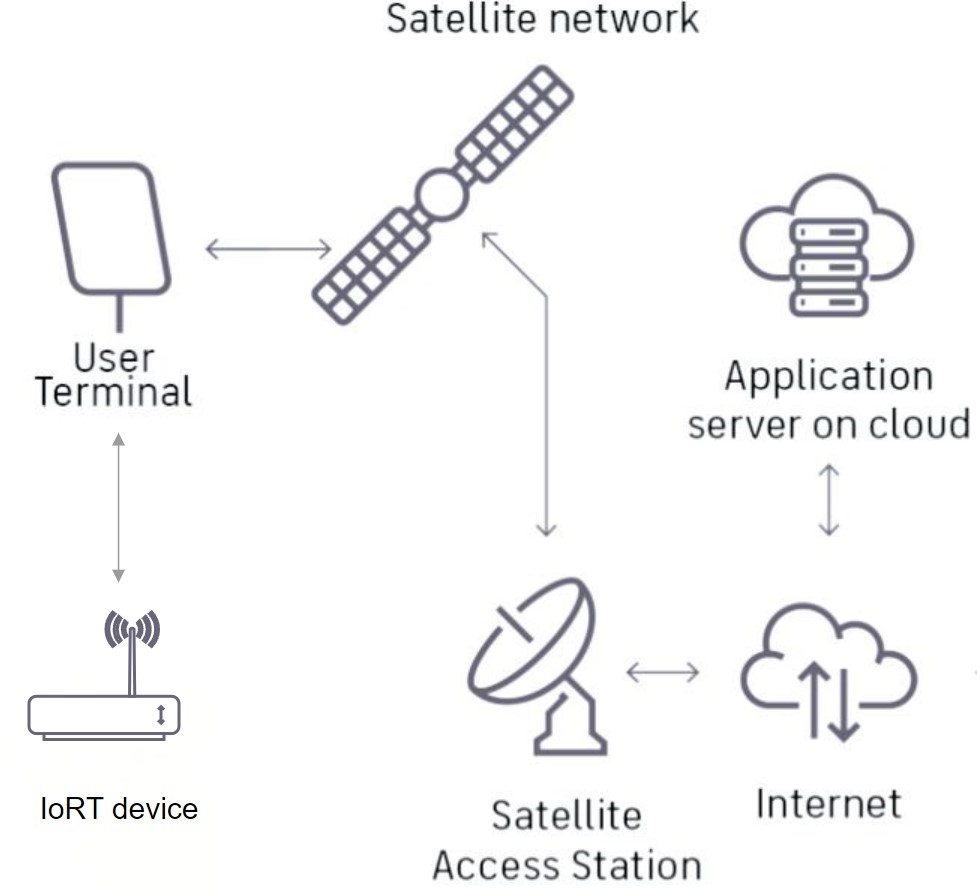 Satellite network
User
Terminal
Application
server on cloud
IoRT device
Satellite
Access Station
Internet